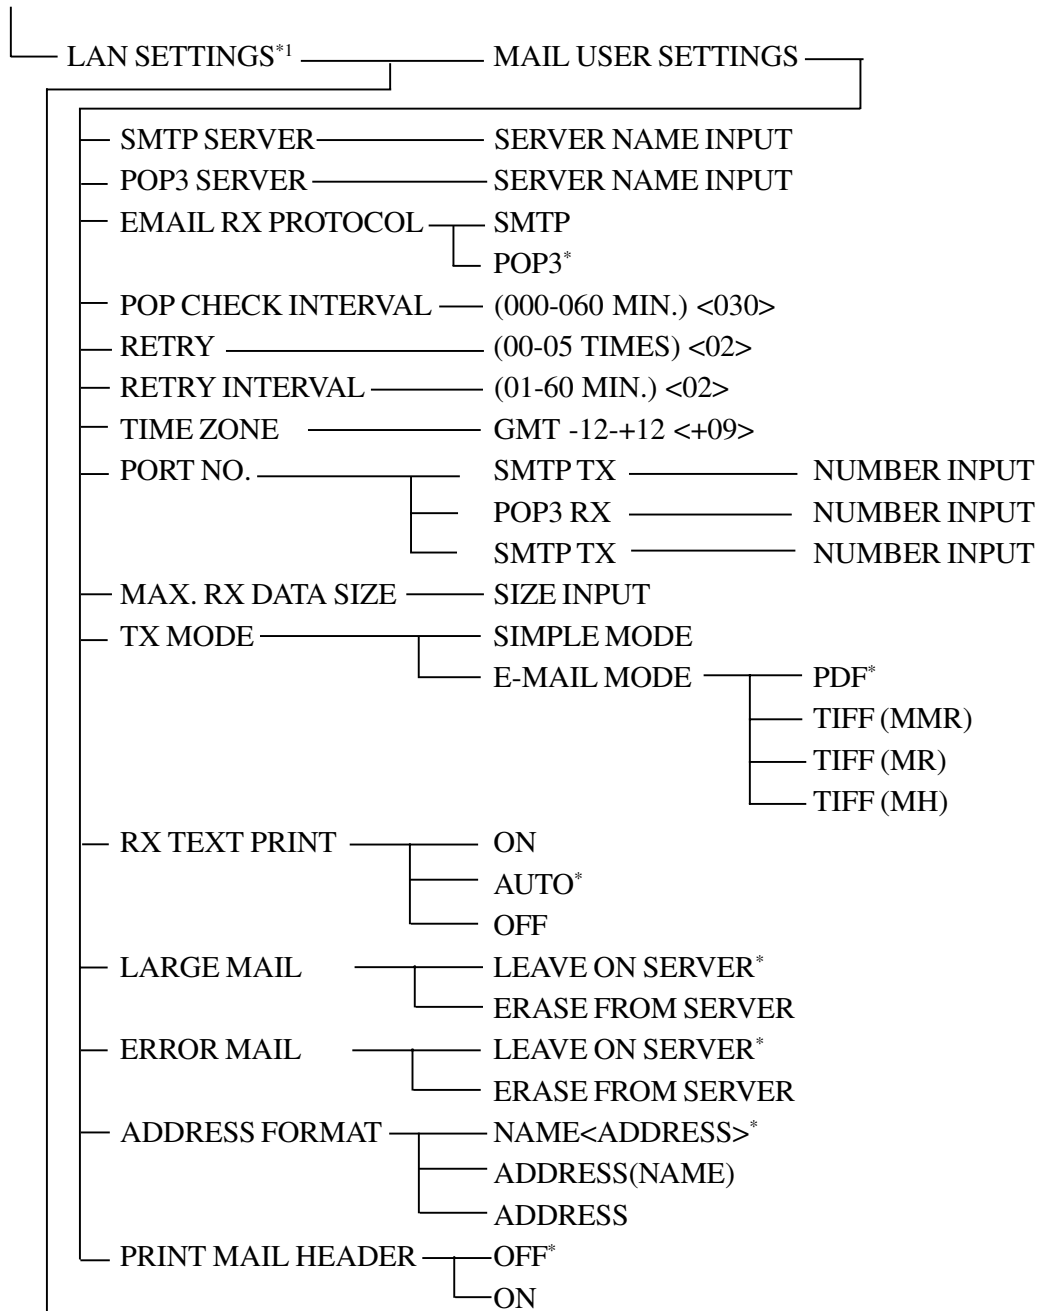 LAN SETTINGS*1 MAIL USER SETTINGS
SMTP SERVER SERVER NAME INPUT
POP3 SERVER SERVER NAME INPUT
EMAIL RX PROTOCOL SMTP
POP3*
POP CHECK INTERVAL (000-060 MIN.) <030>
RETRY (00-05 TIMES) <02>
RETRY INTERVAL (01-60 MIN.) <02>
TIME ZONE GMT -12-+12 <+09>
PORT NO. SMTP TX NUMBER INPUT
POP3 RX NUMBER INPUT
SMTP TX NUMBER INPUT
MAX. RX DATA SIZE SIZE INPUT
TX MODE SIMPLE MODE
E-MAIL MODE PDF*
TIFF (MMR)
TIFF (MR)
TIFF (MH)
RX TEXT PRINT ON
AUTO*
OFF
LARGE MAIL LEAVE ON SERVER*
ERASE FROM SERVER
ERROR MAIL LEAVE ON SERVER*
ERASE FROM SERVER
ADDRESS FORMAT NAME<ADDRESS>*
ADDRESS(NAME)
ADDRESS
PRINT MAIL HEADER OFF*
ON